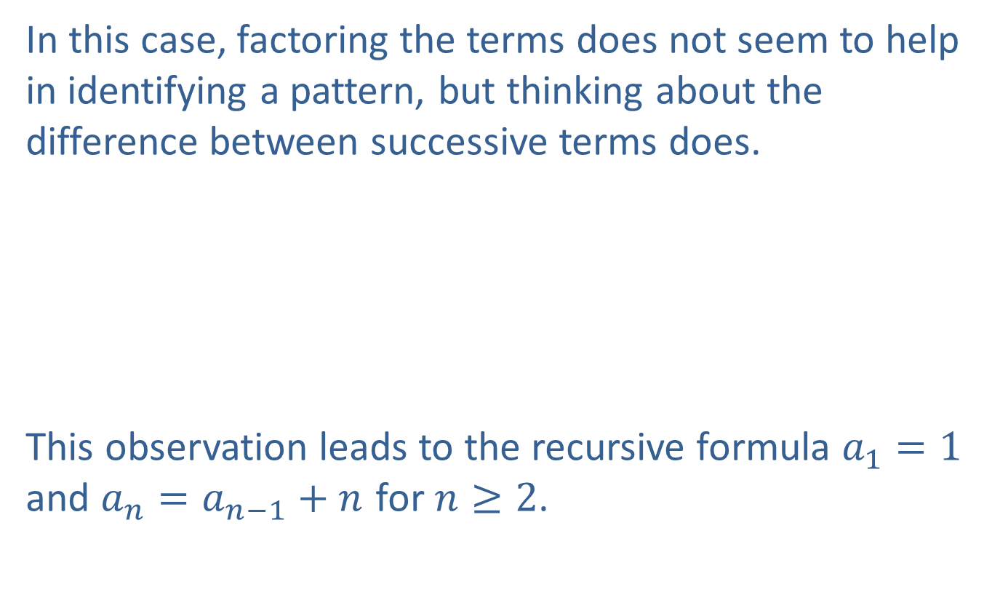 In this case, factoring the terms does not seem to help
in identifying a pattern, but thinking about the
difference between successive terms does.
This observation leads to the recursive formula $a_1 = 1$
and $a_n = a_{n-1} + n$ for $n \geq 2$.